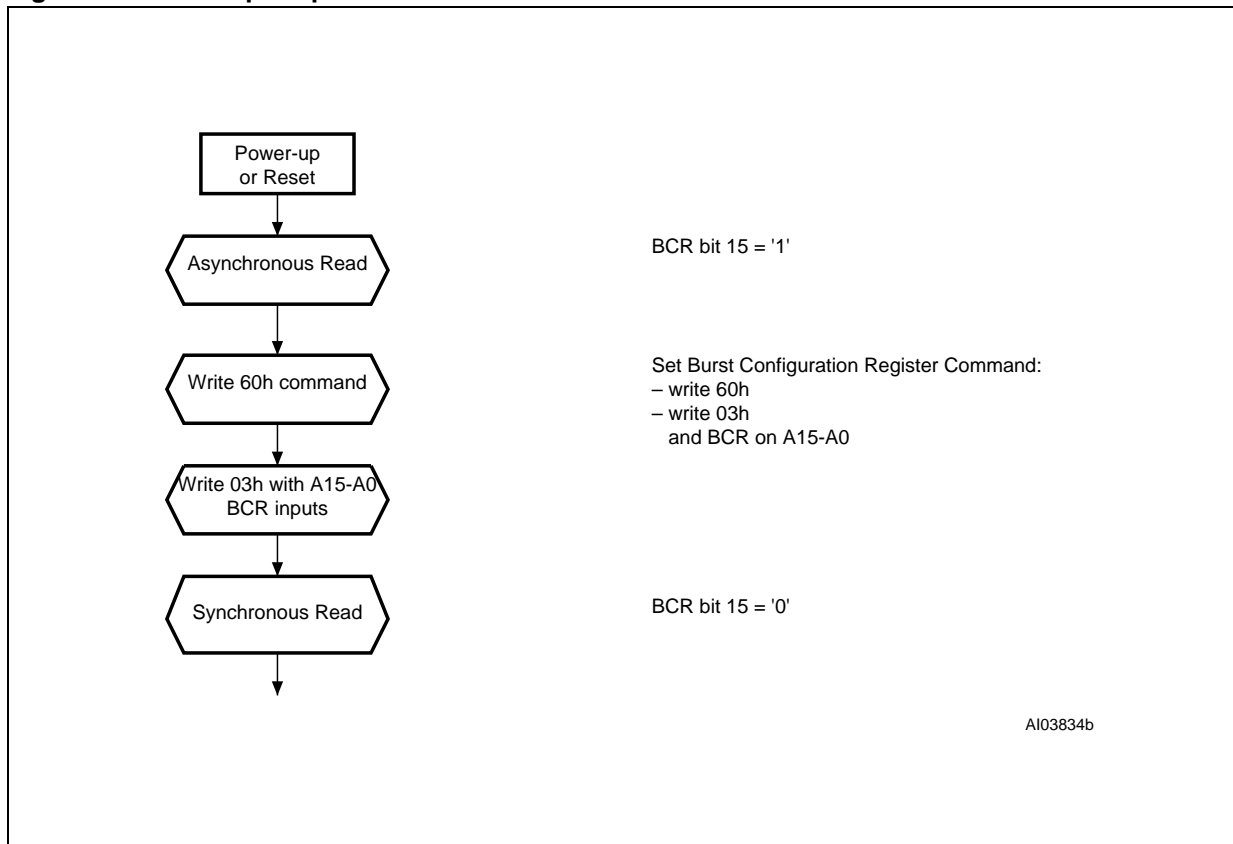 Power-up
or Reset
Asynchronous Read
BCR bit 15 = '1'
Write 60h command
Set Burst Configuration Register Command:
– write 60h
– write 03h
and BCR on A15-A0
Write 03h with A15-A0
BCR inputs
Synchronous Read
BCR bit 15 = '0'
AI03834b